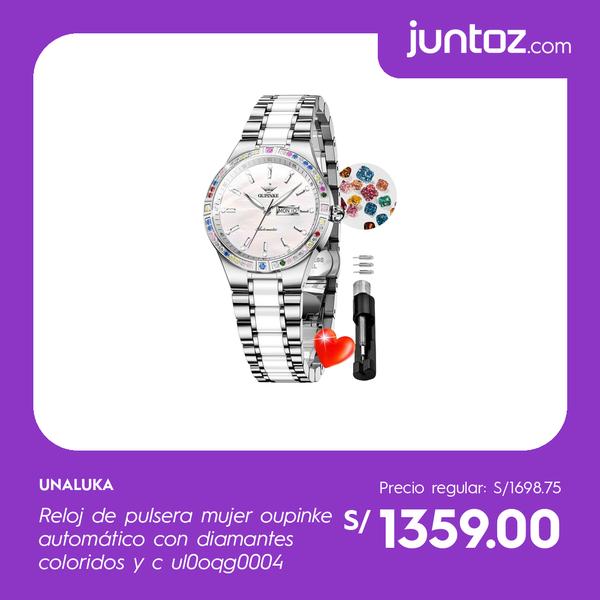 juntoz.com
OUPINKE
MON
Automatic
UNALUKA
Precio regular: S/1698.75
Reloj de pulsera mujer oupinke
automático con diamantes
coloridos y c ul0oqg0004
S/ 1359.00